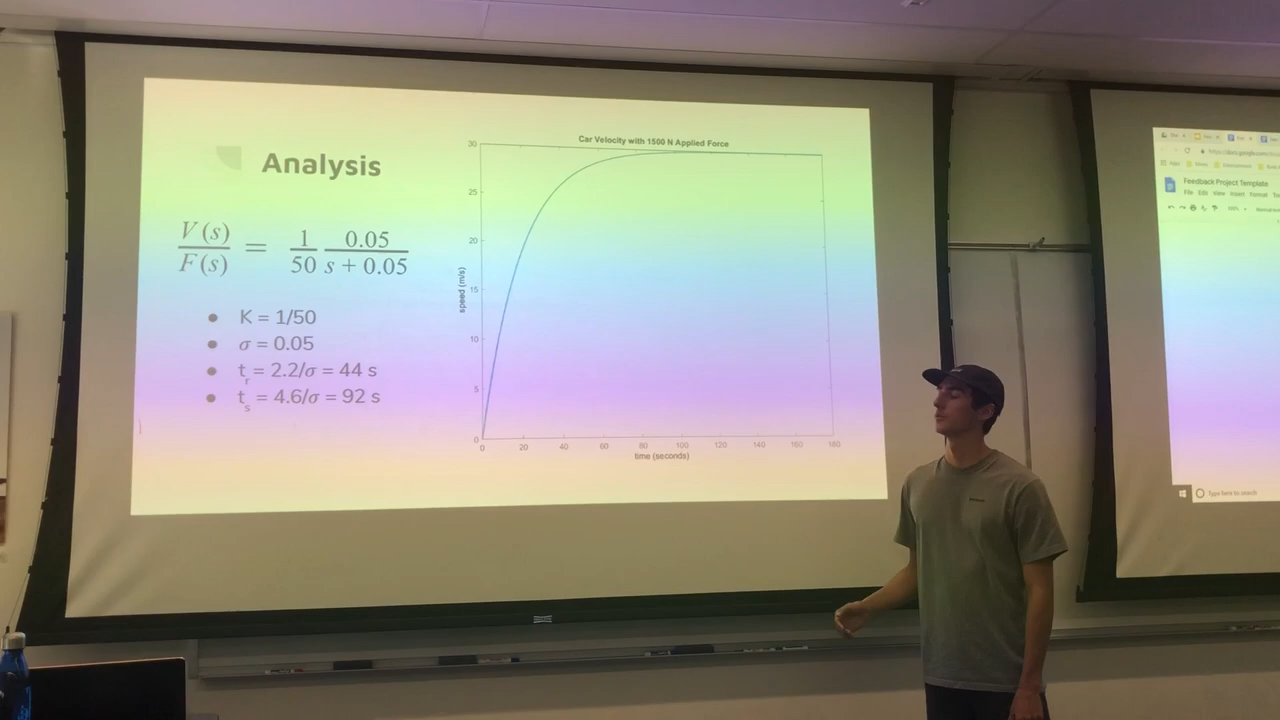 Analysis
V(s)
F(s)
=
1
50
0.05
s + 0.05
● K = 1/50
● σ = 0.05
● t_r = 2.2/σ = 44 s
● t_s = 4.6/σ = 92 s
Car Velocity with 1500 N Applied Force
30
25
20
15
10
5
0
speed (m/s)
0 20 40 60 80 100 120 140 160 180
time (seconds)
Feedback Project Template
File Edit View Insert Format
Type here to search